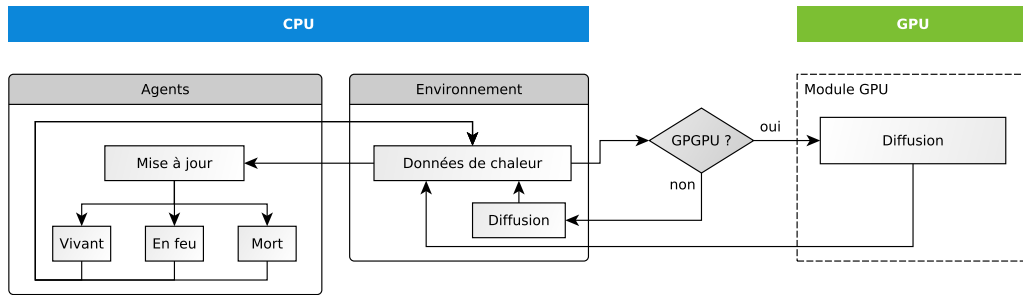 CPU
GPU
Agents
Environnement
Module GPU
Mise à jour
Données de chaleur
GPGPU ?
oui
Diffusion
non
Diffusion
Vivant
En feu
Mort